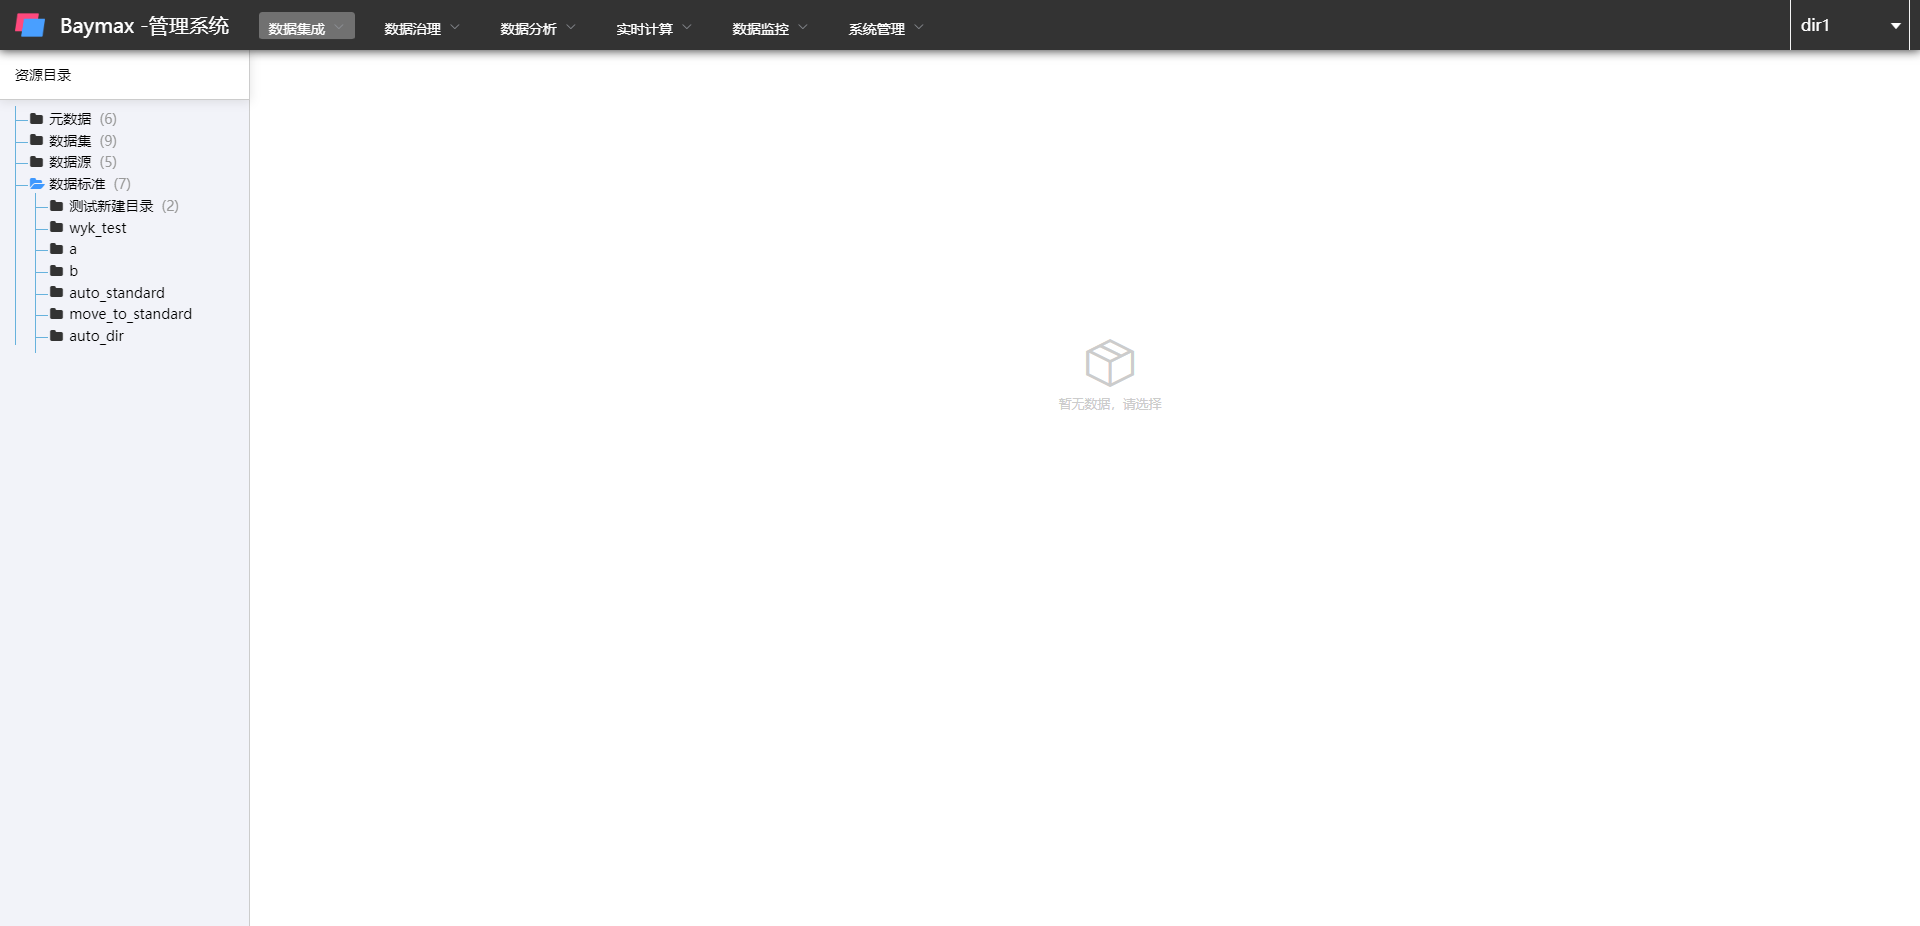 Baymax -管理系统
数据集成
数据治理
数据分析
实时计算
数据监控
系统管理
dir1
资源目录
元数据 (6)
数据集 (9)
数据源 (5)
数据标准 (7)
测试新建目录 (2)
wyk_test
a
b
auto_standard
move_to_standard
auto_dir
暂无数据，请选择